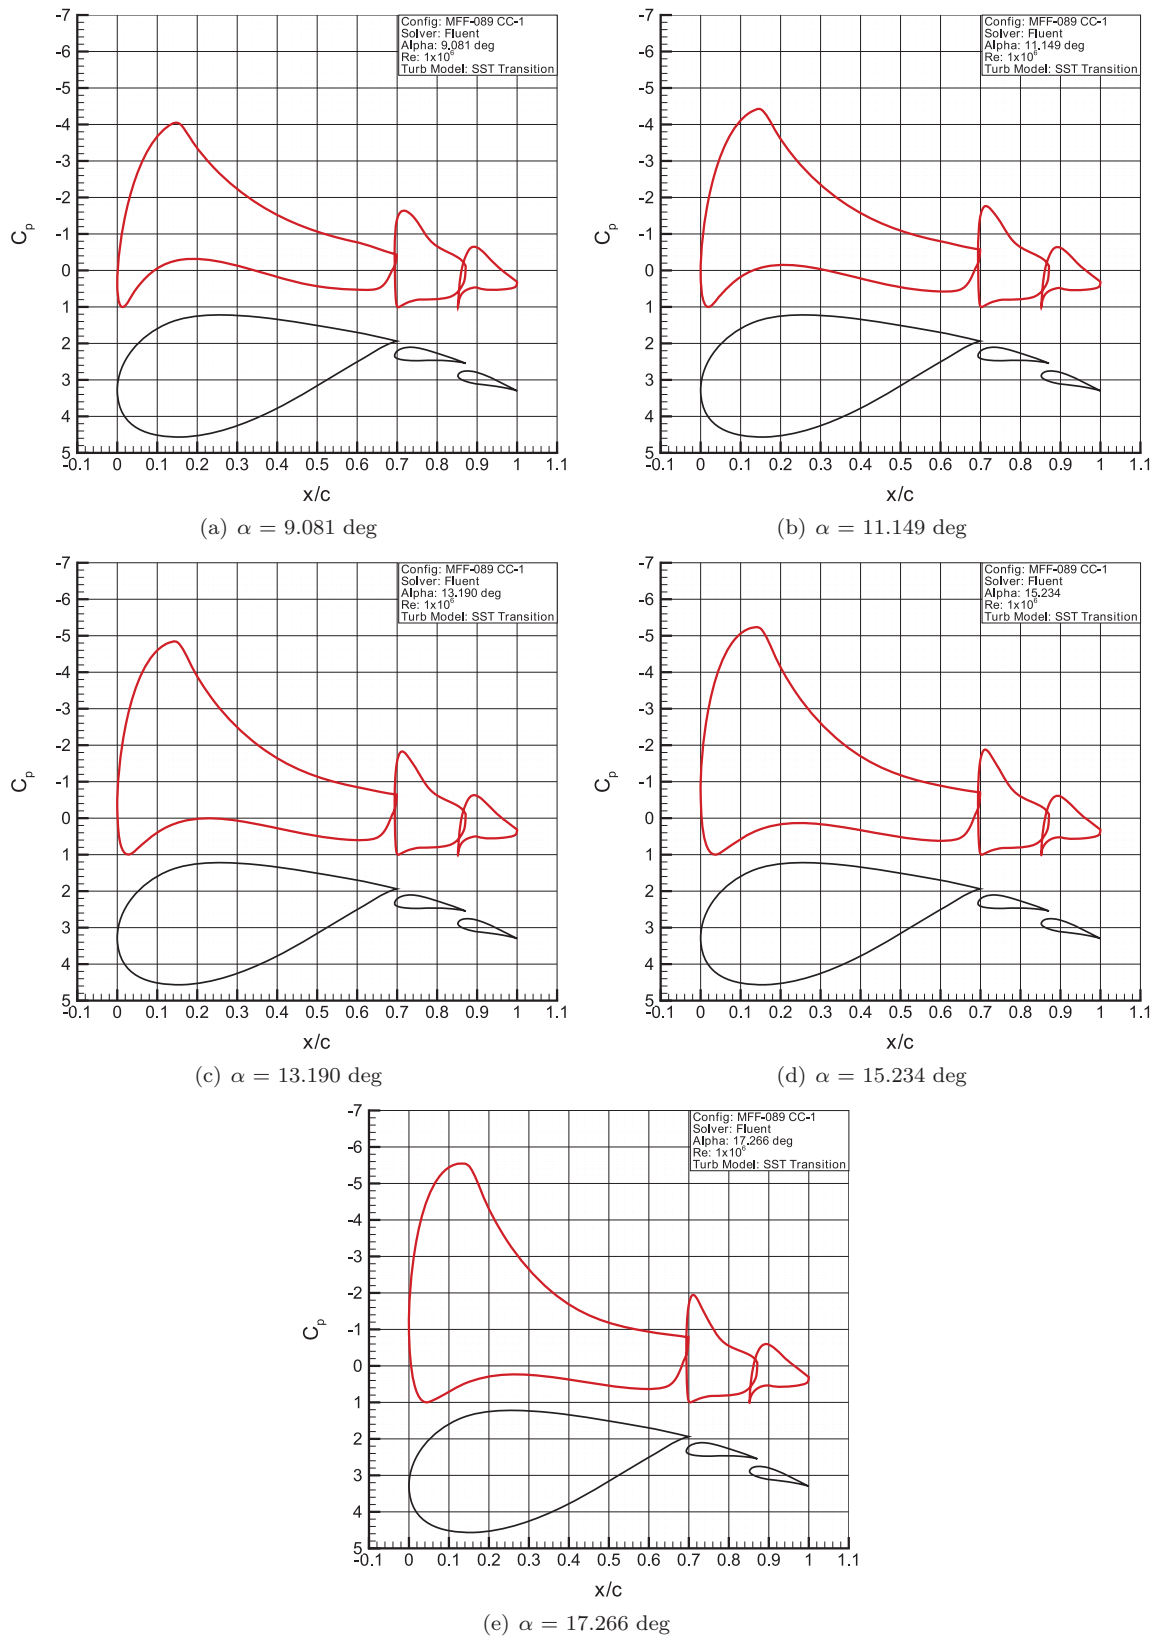 Config: MFF-089 CC-1
Solver: Fluent
Alpha: 9.081 deg
Re: 1x10⁶
Turb Model: SST Transition
-7
-6
-5
-4
-3
-2
-1
0
1
2
3
4
5
Cp
-0.1 0 0.1 0.2 0.3 0.4 0.5 0.6 0.7 0.8 0.9 1 1.1
x/c
(a) α = 9.081 deg
Config: MFF-089 CC-1
Solver: Fluent
Alpha: 11.149 deg
Re: 1x10⁶
Turb Model: SST Transition
-7
-6
-5
-4
-3
-2
-1
0
1
2
3
4
5
Cp
-0.1 0 0.1 0.2 0.3 0.4 0.5 0.6 0.7 0.8 0.9 1 1.1
x/c
(b) α = 11.149 deg
Config: MFF-089 CC-1
Solver: Fluent
Alpha: 13.190 deg
Re: 1x10⁶
Turb Model: SST Transition
-7
-6
-5
-4
-3
-2
-1
0
1
2
3
4
5
Cp
-0.1 0 0.1 0.2 0.3 0.4 0.5 0.6 0.7 0.8 0.9 1 1.1
x/c
(c) α = 13.190 deg
Config: MFF-089 CC-1
Solver: Fluent
Alpha: 15.234
Re: 1x10⁶
Turb Model: SST Transition
-7
-6
-5
-4
-3
-2
-1
0
1
2
3
4
5
Cp
-0.1 0 0.1 0.2 0.3 0.4 0.5 0.6 0.7 0.8 0.9 1 1.1
x/c
(d) α = 15.234 deg
Config: MFF-089 CC-1
Solver: Fluent
Alpha: 17.266 deg
Re: 1x10⁶
Turb Model: SST Transition
-7
-6
-5
-4
-3
-2
-1
0
1
2
3
4
5
Cp
-0.1 0 0.1 0.2 0.3 0.4 0.5 0.6 0.7 0.8 0.9 1 1.1
x/c
(e) α = 17.266 deg